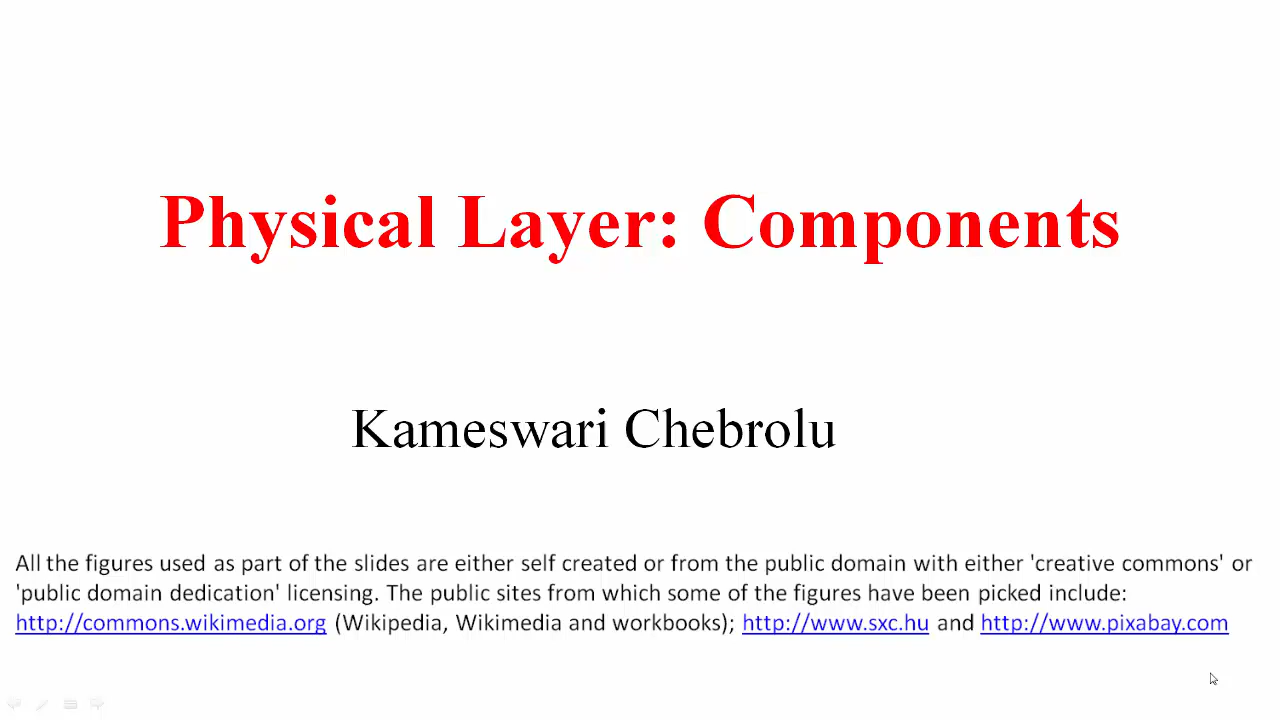 Physical Layer: Components
Kameswari Chebrolu
All the figures used as part of the slides are either self created or from the public domain with either 'creative commons' or
'public domain dedication' licensing. The public sites from which some of the figures have been picked include:
http://commons.wikimedia.org (Wikipedia, Wikimedia and workbooks); http://www.sxc.hu and http://www.pixabay.com